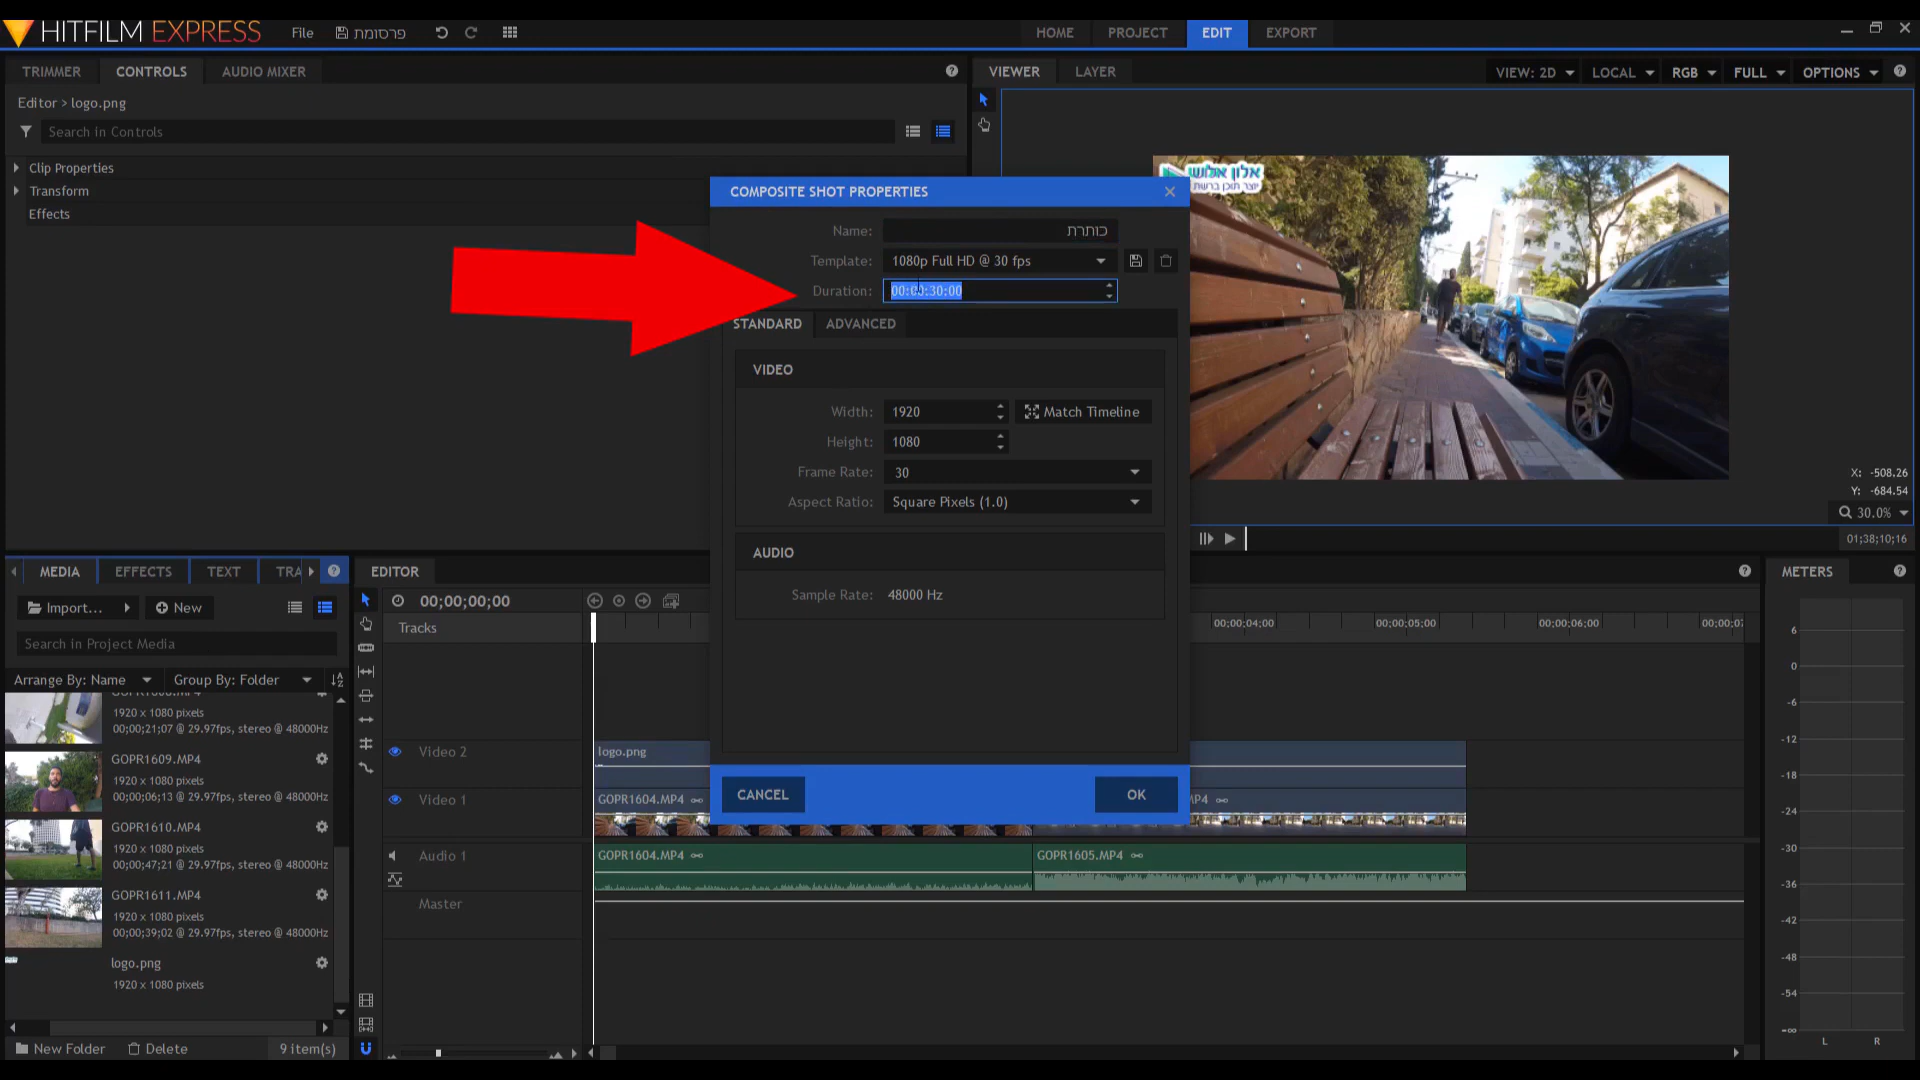 HITFILM EXPRESS
File
פרסומת
HOME
PROJECT
EDIT
EXPORT
TRIMMER
CONTROLS
AUDIO MIXER
VIEWER
LAYER
VIEW: 2D
LOCAL
RGB
FULL
OPTIONS
Editor > logo.png
Search in Controls
Clip Properties
Transform
Effects
אלון אלוש
יוצר תוכן ברשת
COMPOSITE SHOT PROPERTIES
Name: כותרת
Template: 1080p Full HD @ 30 fps
Duration: 00:00:30:00
STANDARD
ADVANCED
VIDEO
Width: 1920
Match Timeline
Height: 1080
Frame Rate: 30
Aspect Ratio: Square Pixels (1.0)
AUDIO
Sample Rate: 48000 Hz
CANCEL
OK
X: -508.26
Y: -684.54
30.0%
01;38;10;16
MEDIA
EFFECTS
TEXT
TRA
Import...
New
Search in Project Media
Arrange By: Name
Group By: Folder
1920 x 1080 pixels
00;00;21;07 @ 29.97fps, stereo @ 48000Hz
GOPR1609.MP4
1920 x 1080 pixels
00;00;06;13 @ 29.97fps, stereo @ 48000Hz
GOPR1610.MP4
1920 x 1080 pixels
00;00;47;21 @ 29.97fps, stereo @ 48000Hz
GOPR1611.MP4
1920 x 1080 pixels
00;00;39;02 @ 29.97fps, stereo @ 48000Hz
logo.png
1920 x 1080 pixels
New Folder
Delete
9 item(s)
EDITOR
00;00;00;00
Tracks
00;00;04;00
00;00;05;00
00;00;06;00
00;00;07
Video 2
logo.png
Video 1
GOPR1604.MP4
MP4
Audio 1
GOPR1604.MP4
GOPR1605.MP4
Master
METERS
6
0
-6
-12
-18
-24
-30
-36
-42
-48
-54
-∞
L
R